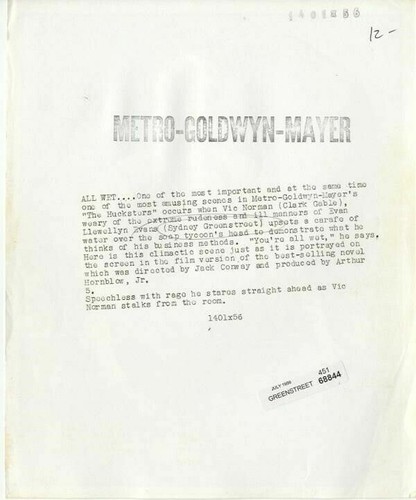 1401x56
12-
METRO-GOLDWYN-MAYER
ALL WET....One of the most important and at the same time
one of the most amusing scenes in Metro-Goldwyn-Mayer's
"The Hucksters" occurs when Vic Norman (Clark Gable),
weary of the extreme rudeness and ill manners of Evan
Llewellyn Evans (Sydney Greenstreet) upsets a carafe of
water over the soap tycoon's head to demonstrate what he
thinks of his business methods. "You're all wet," he says.
Here is this climactic scene just as it is portrayed on
the screen in the film version of the best-selling novel
which was directed by Jack Conway and produced by Arthur
Hornblow, Jr.
5.
Speechless with rage he stares straight ahead as Vic
Norman stalks from the room.
1401x56
451
JULY 1998 68844
GREENSTREET